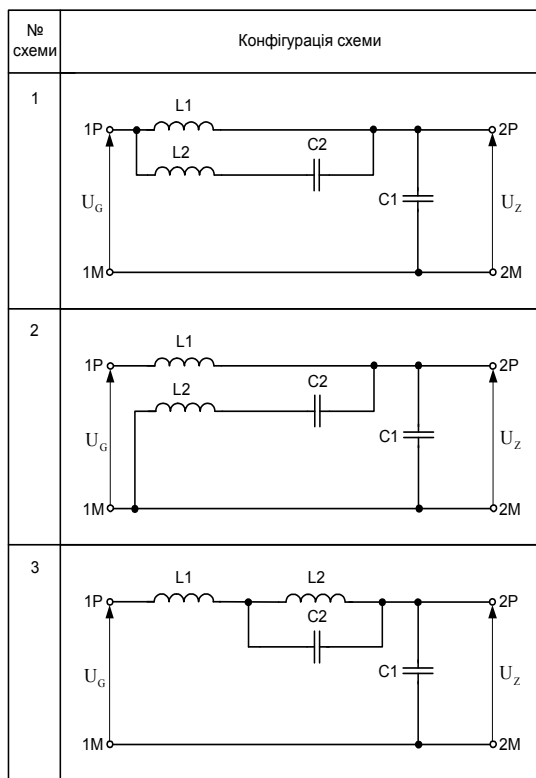 №
схеми
Конфігурація схеми
1
L1
1P
2P
L2
C2
C1
U_G
U_Z
1M
2M
2
L1
1P
2P
L2
C2
C1
U_G
U_Z
1M
2M
3
L1
L2
1P
2P
C2
C1
U_G
U_Z
1M
2M